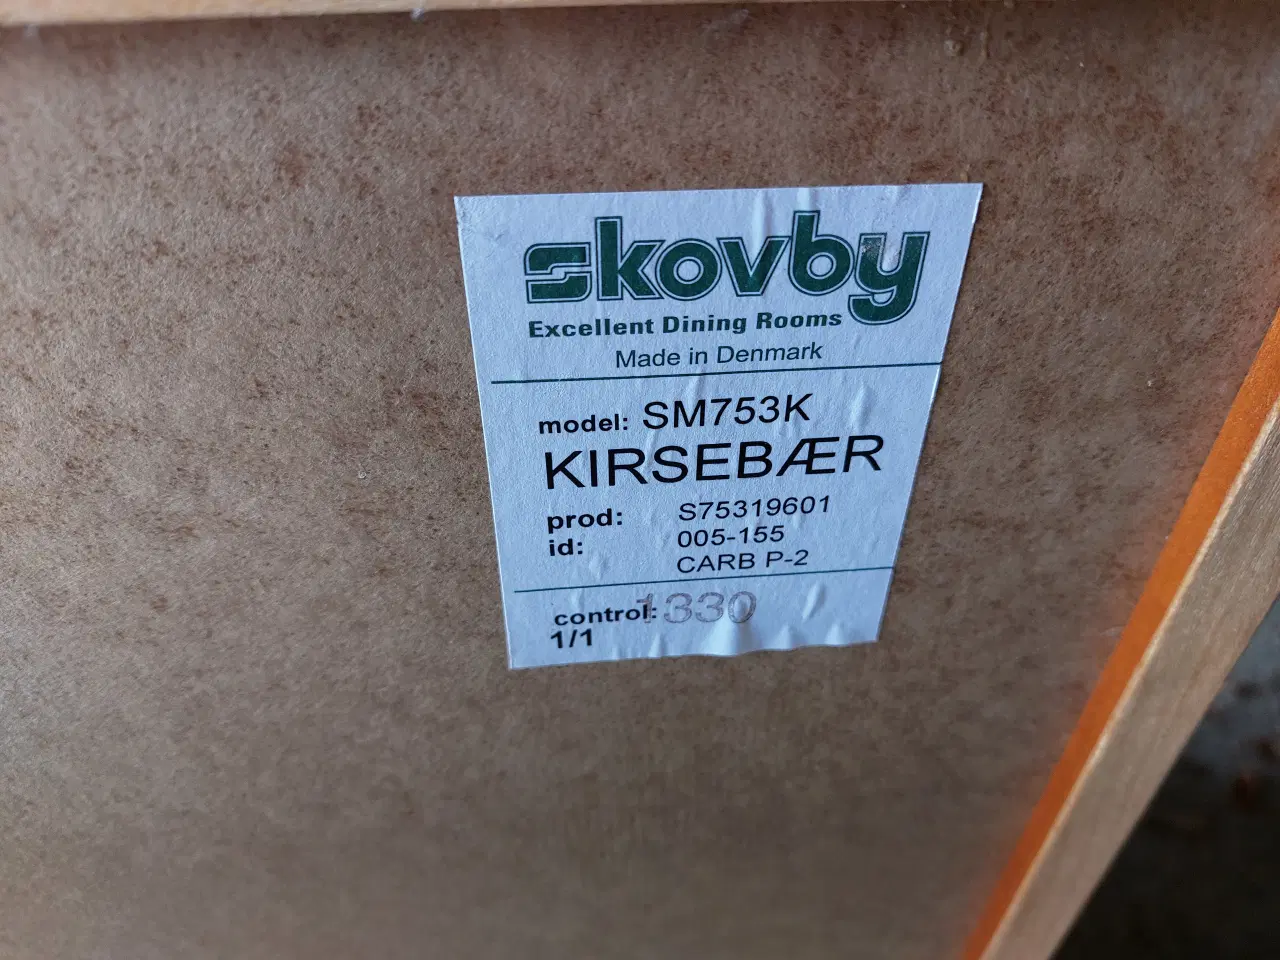 skovby
Excellent Dining Rooms
Made in Denmark
model: SM753K
KIRSEBÆR
prod: S75319601
id: 005-155
CARB P-2
control: 1330
1/1